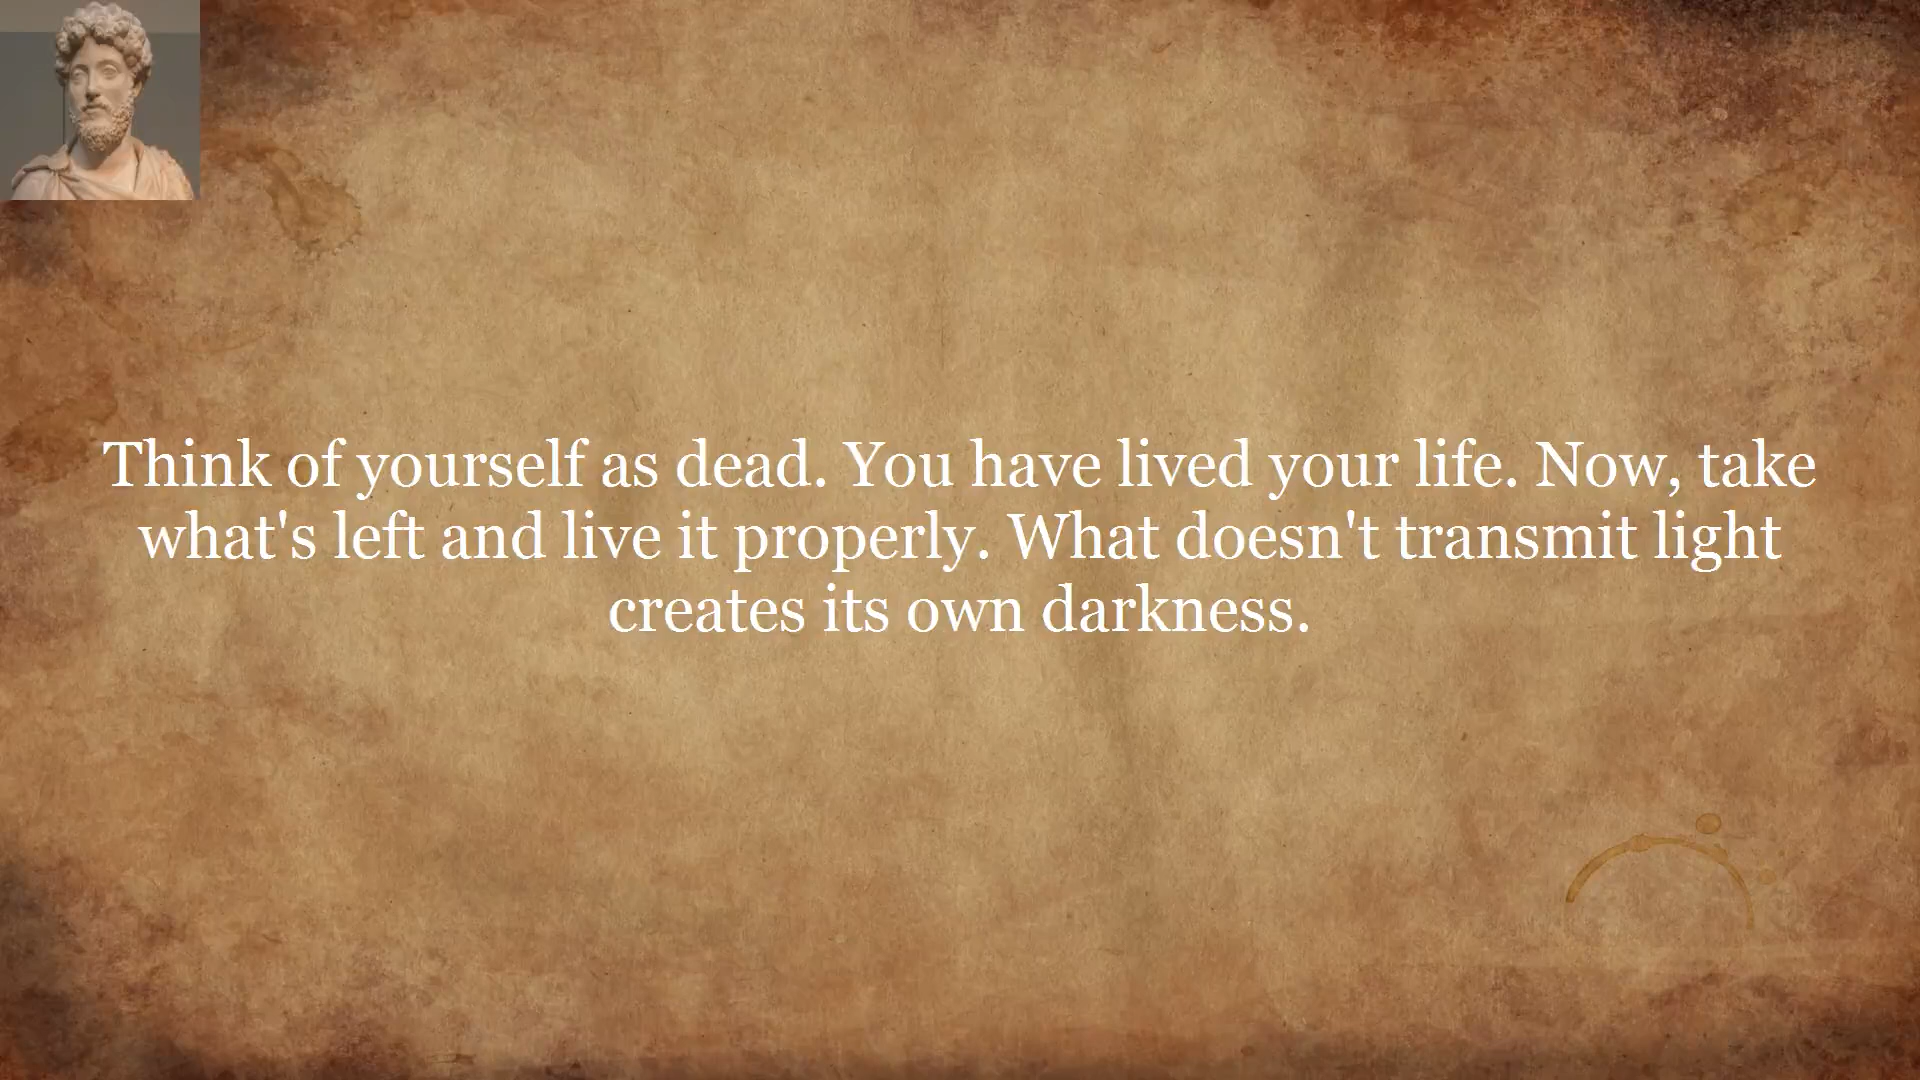 Think of yourself as dead. You have lived your life. Now, take
what's left and live it properly. What doesn't transmit light
creates its own darkness.